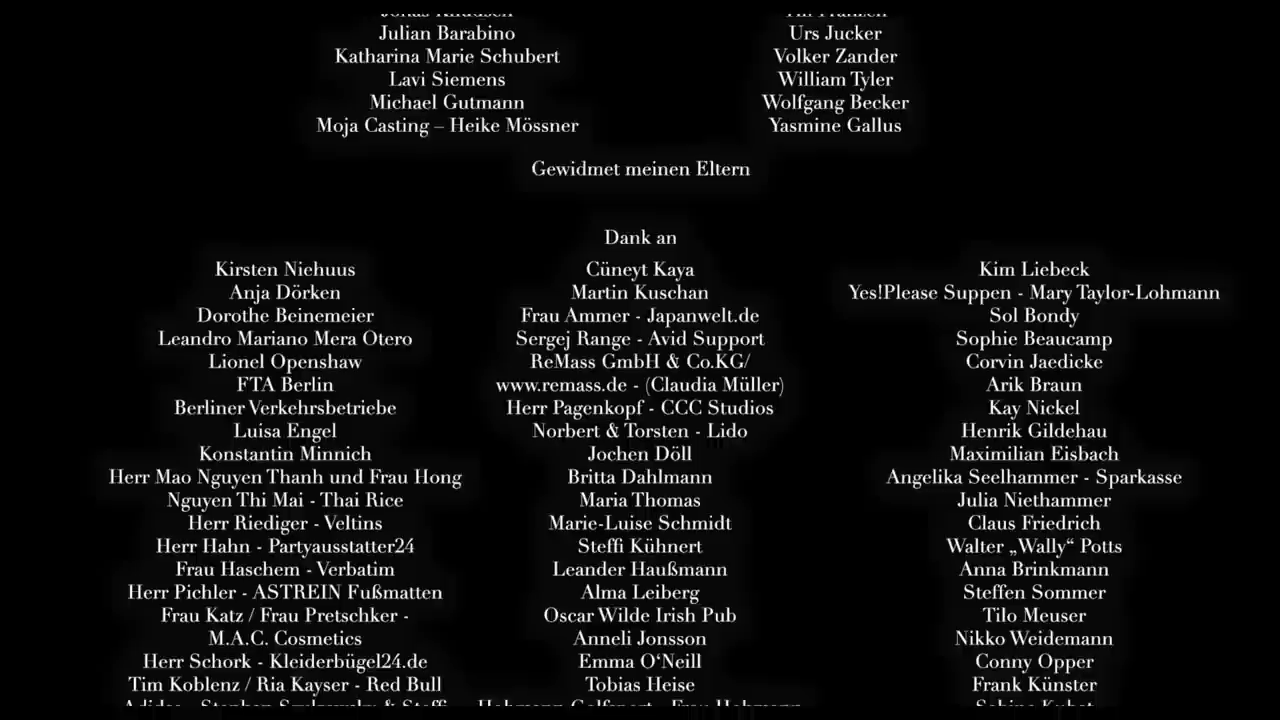 Julian Barabino
Katharina Marie Schubert
Lavi Siemens
Michael Gutmann
Moja Casting – Heike Mössner
Urs Jucker
Volker Zander
William Tyler
Wolfgang Becker
Yasmine Gallus
Gewidmet meinen Eltern
Dank an
Kirsten Niehuus
Anja Dörken
Dorothe Beinemeier
Leandro Mariano Mera Otero
Lionel Openshaw
FTA Berlin
Berliner Verkehrsbetriebe
Luisa Engel
Konstantin Minnich
Herr Mao Nguyen Thanh und Frau Hong
Nguyen Thi Mai - Thai Rice
Herr Riediger - Veltins
Herr Hahn - Partyausstatter24
Frau Haschem - Verbatim
Herr Pichler - ASTREIN Fußmatten
Frau Katz / Frau Pretschker -
M.A.C. Cosmetics
Herr Schork - Kleiderbügel24.de
Tim Koblenz / Ria Kayser - Red Bull
Cüneyt Kaya
Martin Kuschan
Frau Ammer - Japanwelt.de
Sergej Range - Avid Support
ReMass GmbH & Co.KG/
www.remass.de - (Claudia Müller)
Herr Pagenkopf - CCC Studios
Norbert & Torsten - Lido
Jochen Döll
Britta Dahlmann
Maria Thomas
Marie-Luise Schmidt
Steffi Kühnert
Leander Haußmann
Alma Leiberg
Oscar Wilde Irish Pub
Anneli Jonsson
Emma O‘Neill
Tobias Heise
Kim Liebeck
Yes!Please Suppen - Mary Taylor-Lohmann
Sol Bondy
Sophie Beaucamp
Corvin Jaedicke
Arik Braun
Kay Nickel
Henrik Gildehau
Maximilian Eisbach
Angelika Seelhammer - Sparkasse
Julia Niethammer
Claus Friedrich
Walter „Wally“ Potts
Anna Brinkmann
Steffen Sommer
Tilo Meuser
Nikko Weidemann
Conny Opper
Frank Künster